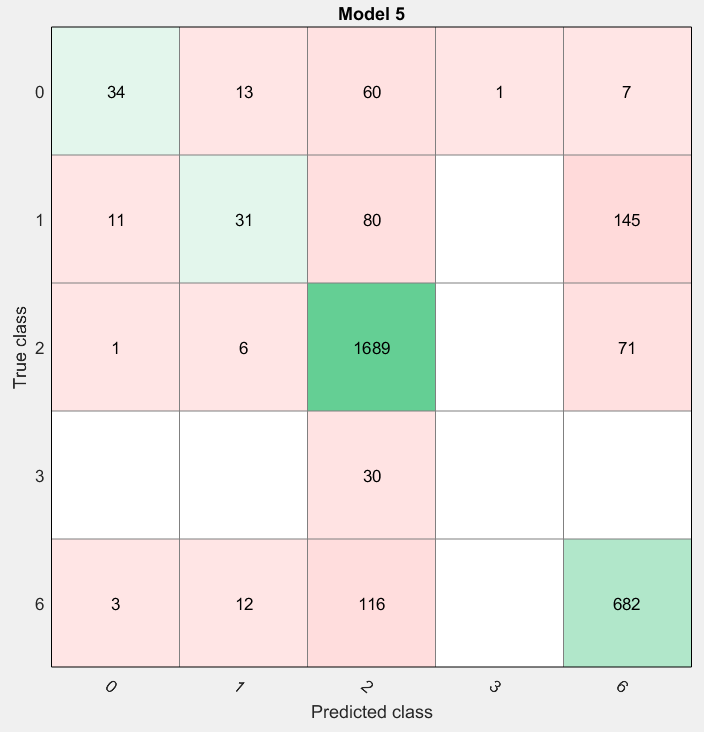 Model 5
0 34 13 60 1 7
1 11 31 80 145
True class
2 1 6 1689 71
3 30
6 3 12 116 682
0 1 2 3 6
Predicted class